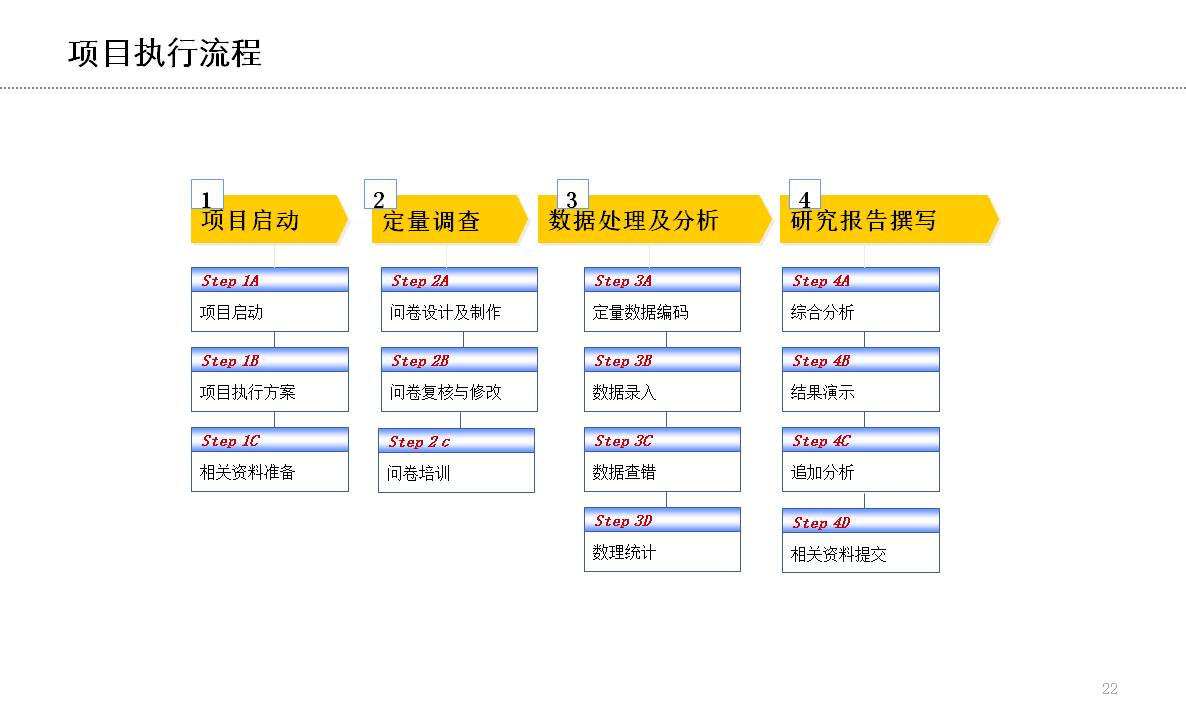 项目执行流程
1
项目启动
2
定量调查
3
数据处理及分析
4
研究报告撰写
Step 1A
项目启动
Step 1B
项目执行方案
Step 1C
相关资料准备
Step 2A
问卷设计及制作
Step 2B
问卷复核与修改
Step 2 c
问卷培训
Step 3A
定量数据编码
Step 3B
数据录入
Step 3C
数据查错
Step 3D
数理统计
Step 4A
综合分析
Step 4B
结果演示
Step 4C
追加分析
Step 4D
相关资料提交
22